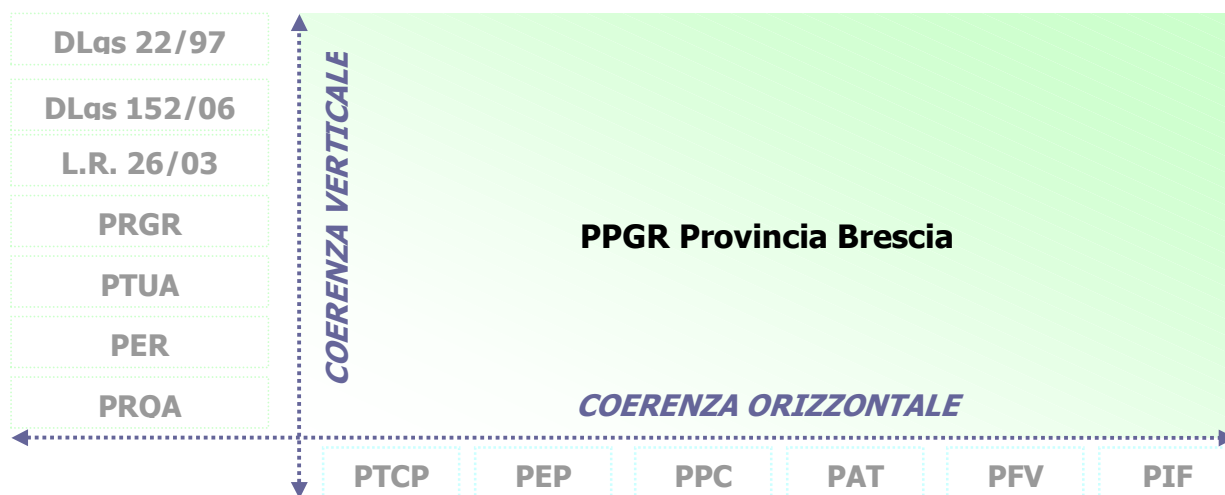 DLgs 22/97
DLgs 152/06
L.R. 26/03
PRGR
PTUA
PER
PRQA
COERENZA VERTICALE
PPGR Provincia Brescia
COERENZA ORIZZONTALE
PTCP
PEP
PPC
PAT
PFV
PIF